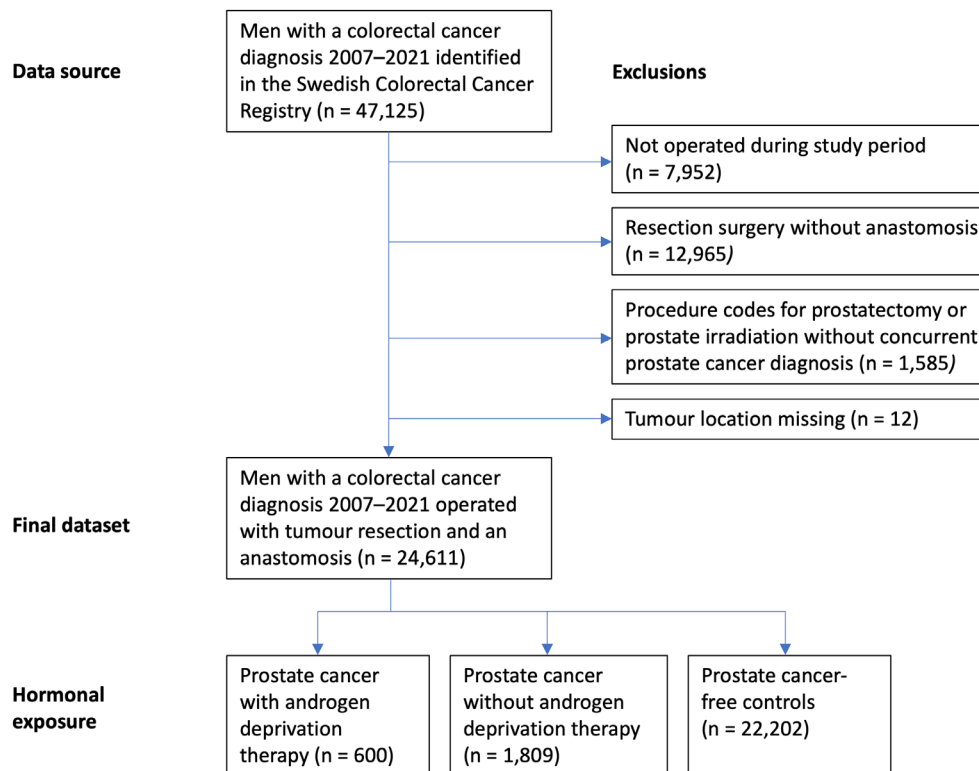 Data source
Men with a colorectal cancer
diagnosis 2007–2021 identified
in the Swedish Colorectal Cancer
Registry (n = 47,125)
Exclusions
Not operated during study period
(n = 7,952)
Resection surgery without anastomosis
(n = 12,965)
Procedure codes for prostatectomy or
prostate irradiation without concurrent
prostate cancer diagnosis (n = 1,585)
Tumour location missing (n = 12)
Final dataset
Men with a colorectal cancer
diagnosis 2007–2021 operated
with tumour resection and an
anastomosis (n = 24,611)
Hormonal
exposure
Prostate cancer
with androgen
deprivation
therapy (n = 600)
Prostate cancer
without androgen
deprivation therapy
(n = 1,809)
Prostate cancer-
free controls
(n = 22,202)